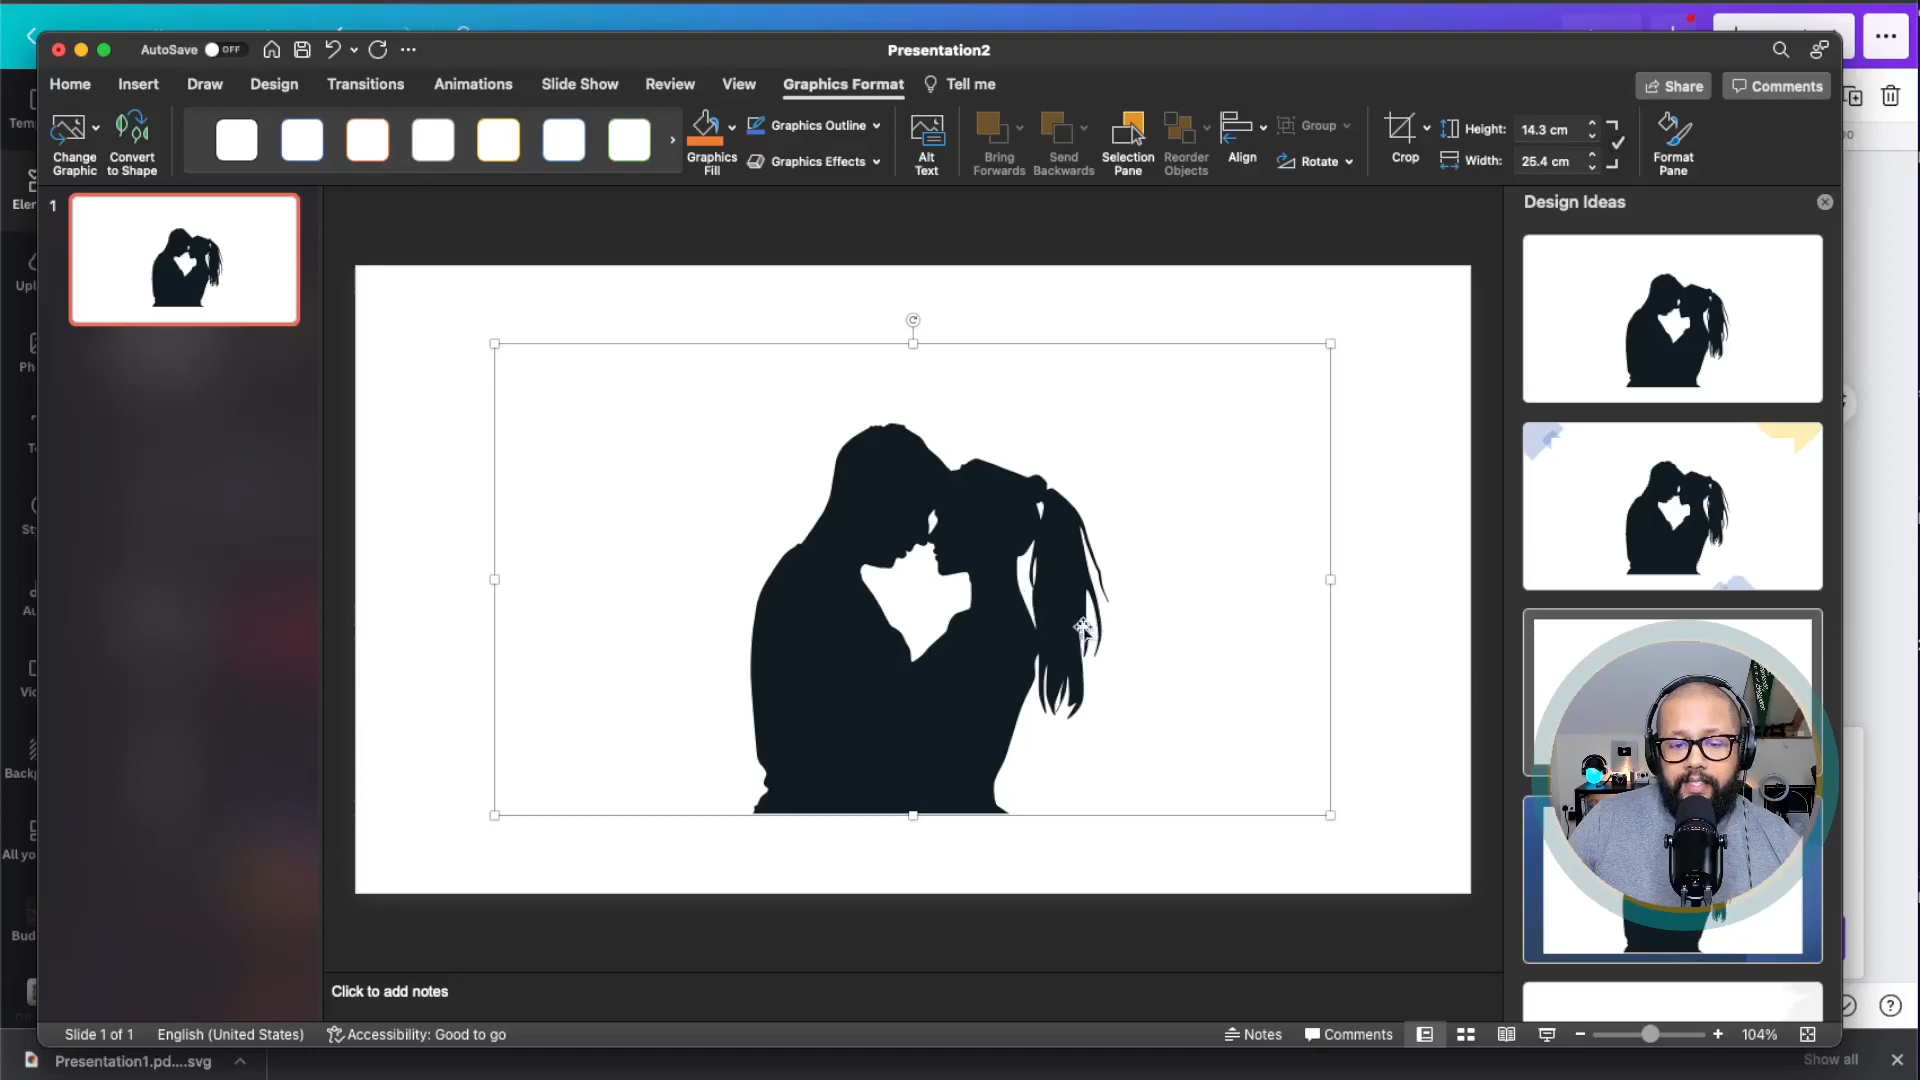 AutoSave OFF
Presentation2
Home Insert Draw Design Transitions Animations Slide Show Review View Graphics Format Tell me
Share Comments
Change Graphic
Convert to Shape
Graphics Fill
Graphics Outline
Graphics Effects
Alt Text
Bring Forwards
Send Backwards
Selection Pane
Reorder Objects
Align
Group
Rotate
Crop
Height: 14.3 cm
Width: 25.4 cm
Format Pane
1
Design Ideas
Click to add notes
Slide 1 of 1 English (United States) Accessibility: Good to go
Notes Comments 104%
Presentation1.pd....svg
Show all